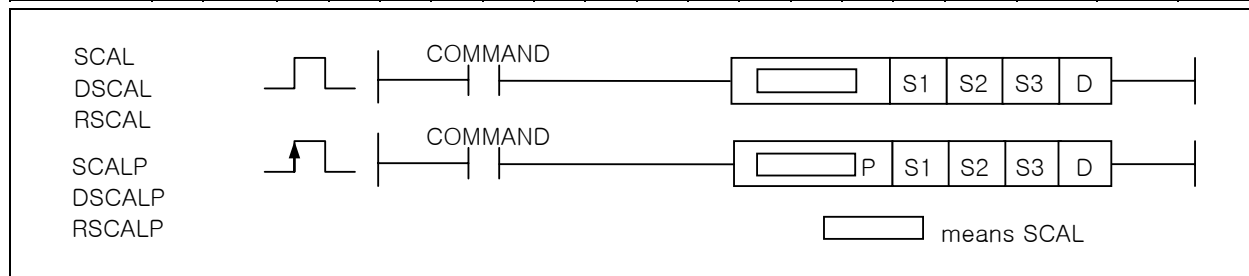 SCAL
DSCAL
RSCAL
COMMAND
S1 S2 S3 D
SCALP
DSCALP
RSCALP
COMMAND
P S1 S2 S3 D
means SCAL